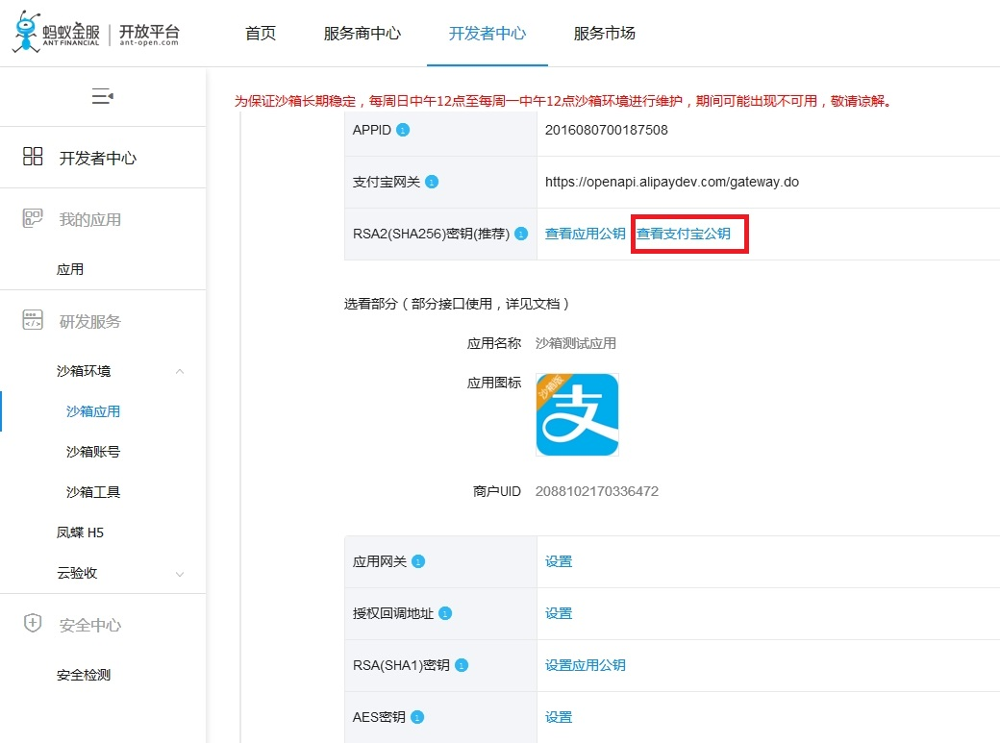 蚂蚁金服 开放平台
ANT FINANCIAL ant-open.com
首页 服务商中心 开发者中心 服务市场
为保证沙箱长期稳定，每周日中午12点至每周一中午12点沙箱环境进行维护，期间可能出现不可用，敬请谅解。
开发者中心
我的应用
应用
研发服务
沙箱环境
沙箱应用
沙箱账号
沙箱工具
凤蝶 H5
云验收
安全中心
安全检测
APPID 2016080700187508
支付宝网关 https://openapi.alipaydev.com/gateway.do
RSA2(SHA256)密钥(推荐) 查看应用公钥 查看支付宝公钥
选看部分（部分接口使用，详见文档）
应用名称 沙箱测试应用
应用图标
沙箱版
支
商户UID 2088102170336472
应用网关 设置
授权回调地址 设置
RSA(SHA1)密钥 设置应用公钥
AES密钥 设置